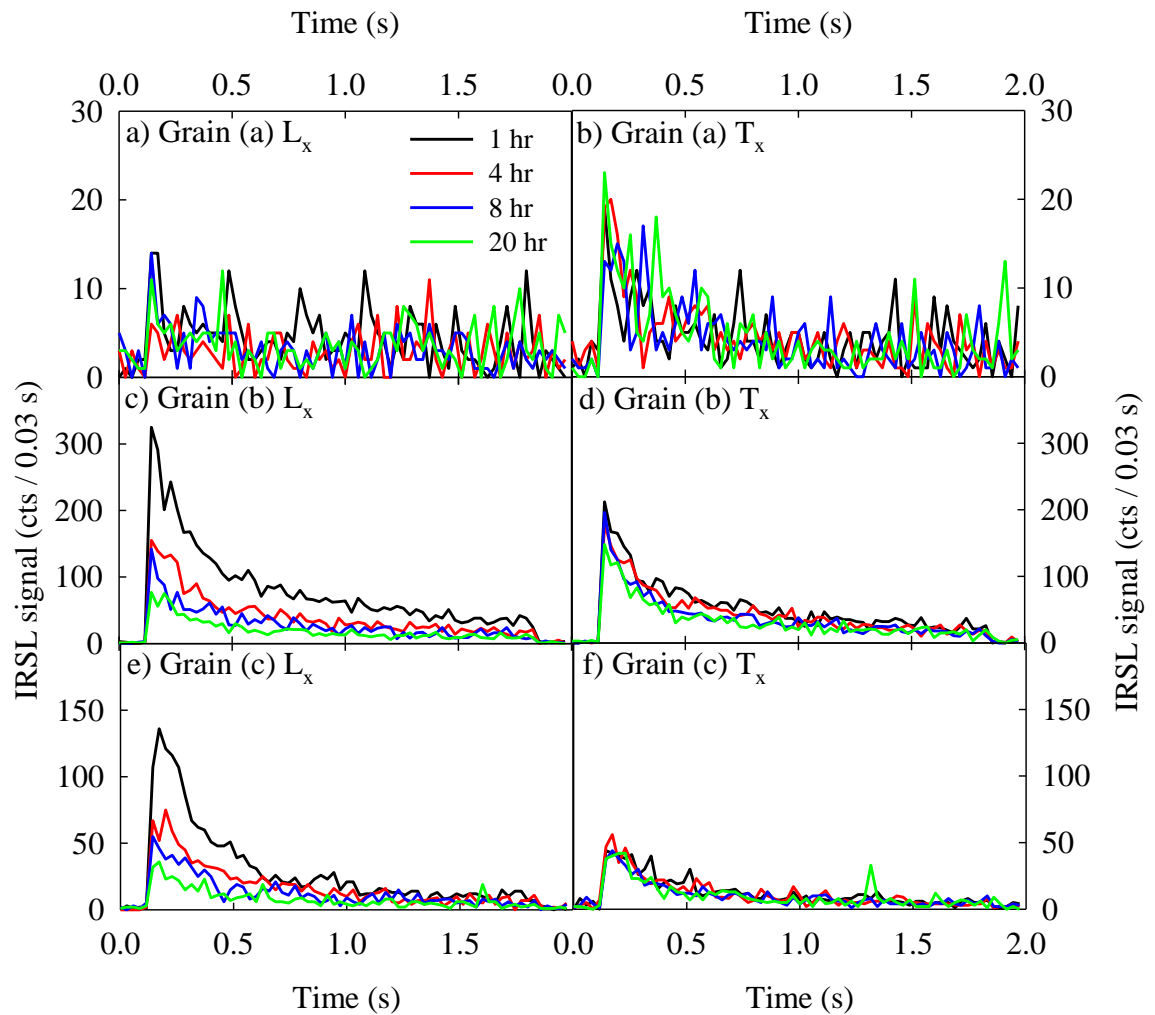 Time (s) Time (s)
0.0 0.5 1.0 1.5 0.0 0.5 1.0 1.5 2.0
a) Grain (a) Lx
1 hr
4 hr
8 hr
20 hr
b) Grain (a) Tx
30
20
10
0
30
20
10
0
c) Grain (b) Lx
d) Grain (b) Tx
300
200
100
0
300
200
100
0
e) Grain (c) Lx
f) Grain (c) Tx
150
100
50
0
150
100
50
0
IRSL signal (cts / 0.03 s)
IRSL signal (cts / 0.03 s)
0.0 0.5 1.0 1.5 0.0 0.5 1.0 1.5 2.0
Time (s) Time (s)